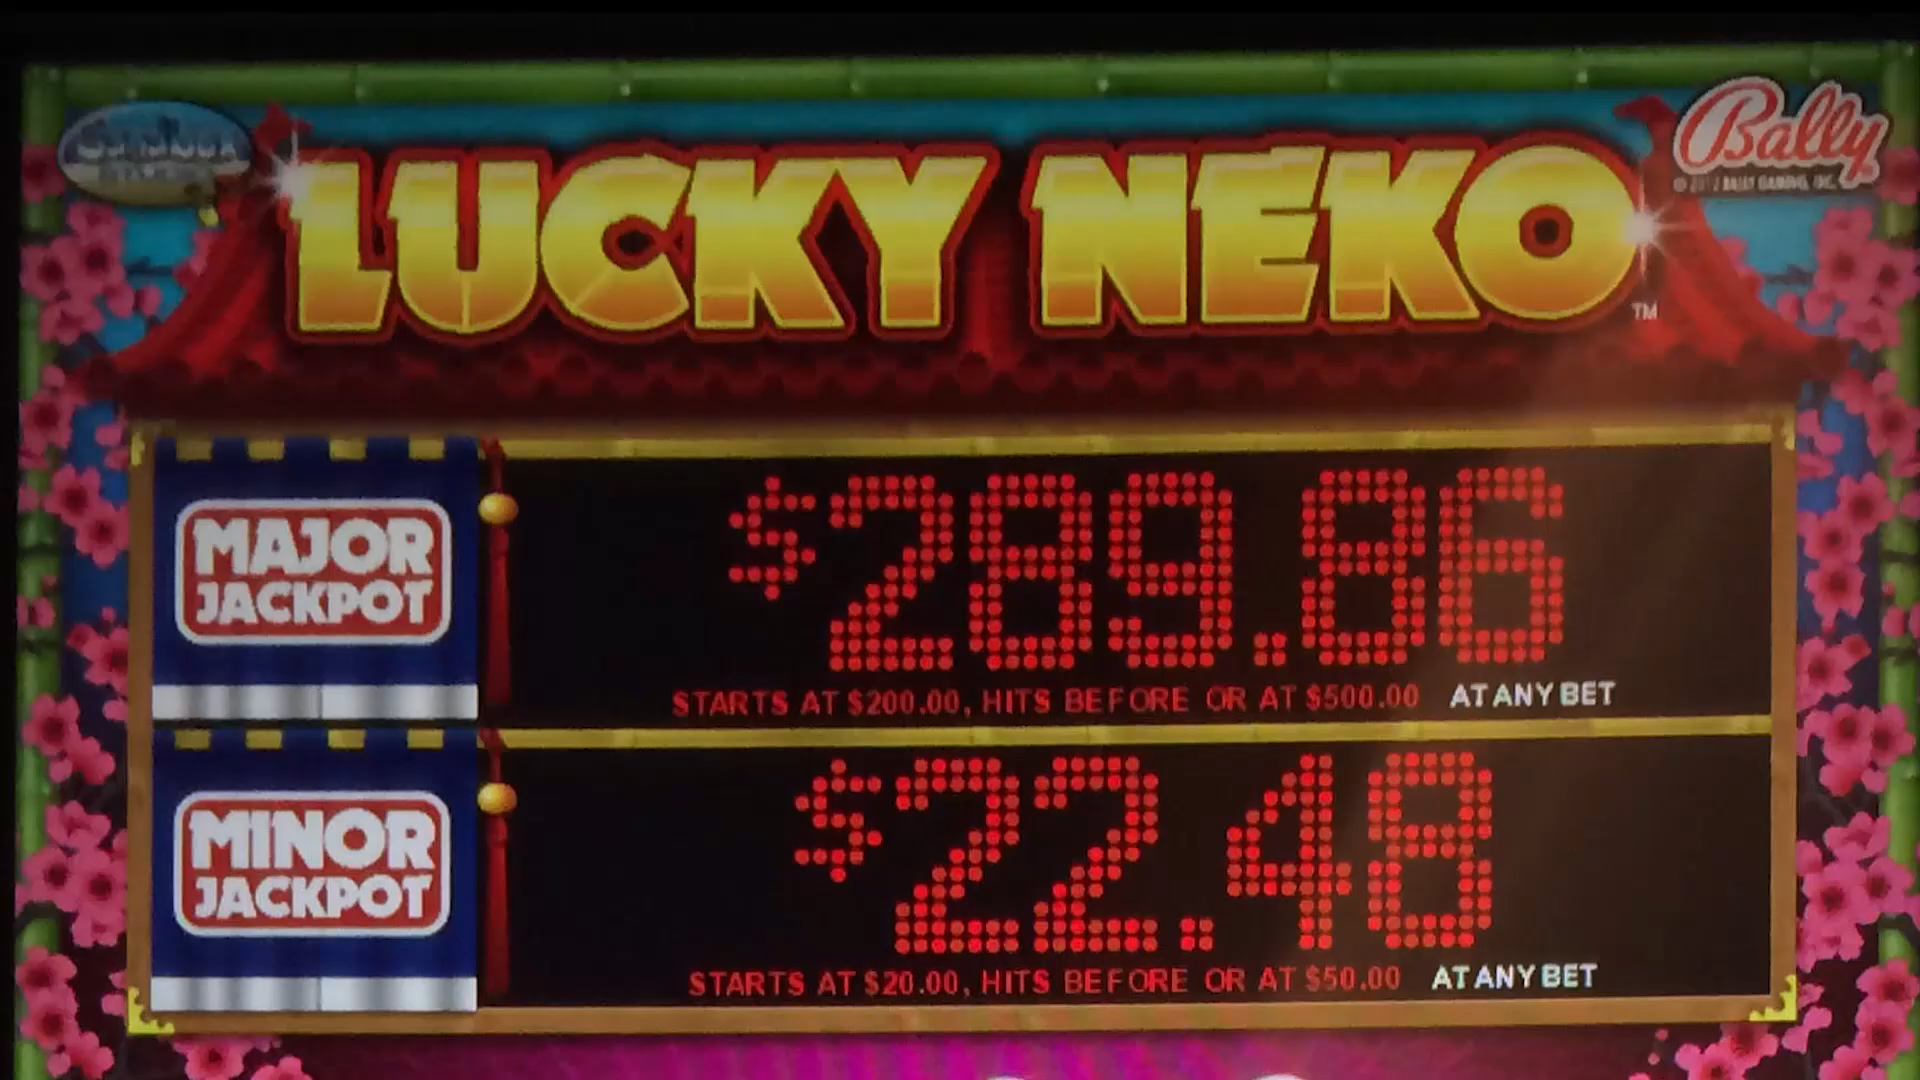 Bally
LUCKY NEKO
TM
MAJOR
JACKPOT
$289.86
STARTS AT $200.00, HITS BEFORE OR AT $500.00 AT ANY BET
MINOR
JACKPOT
$22.48
STARTS AT $20.00, HITS BEFORE OR AT $50.00 AT ANY BET